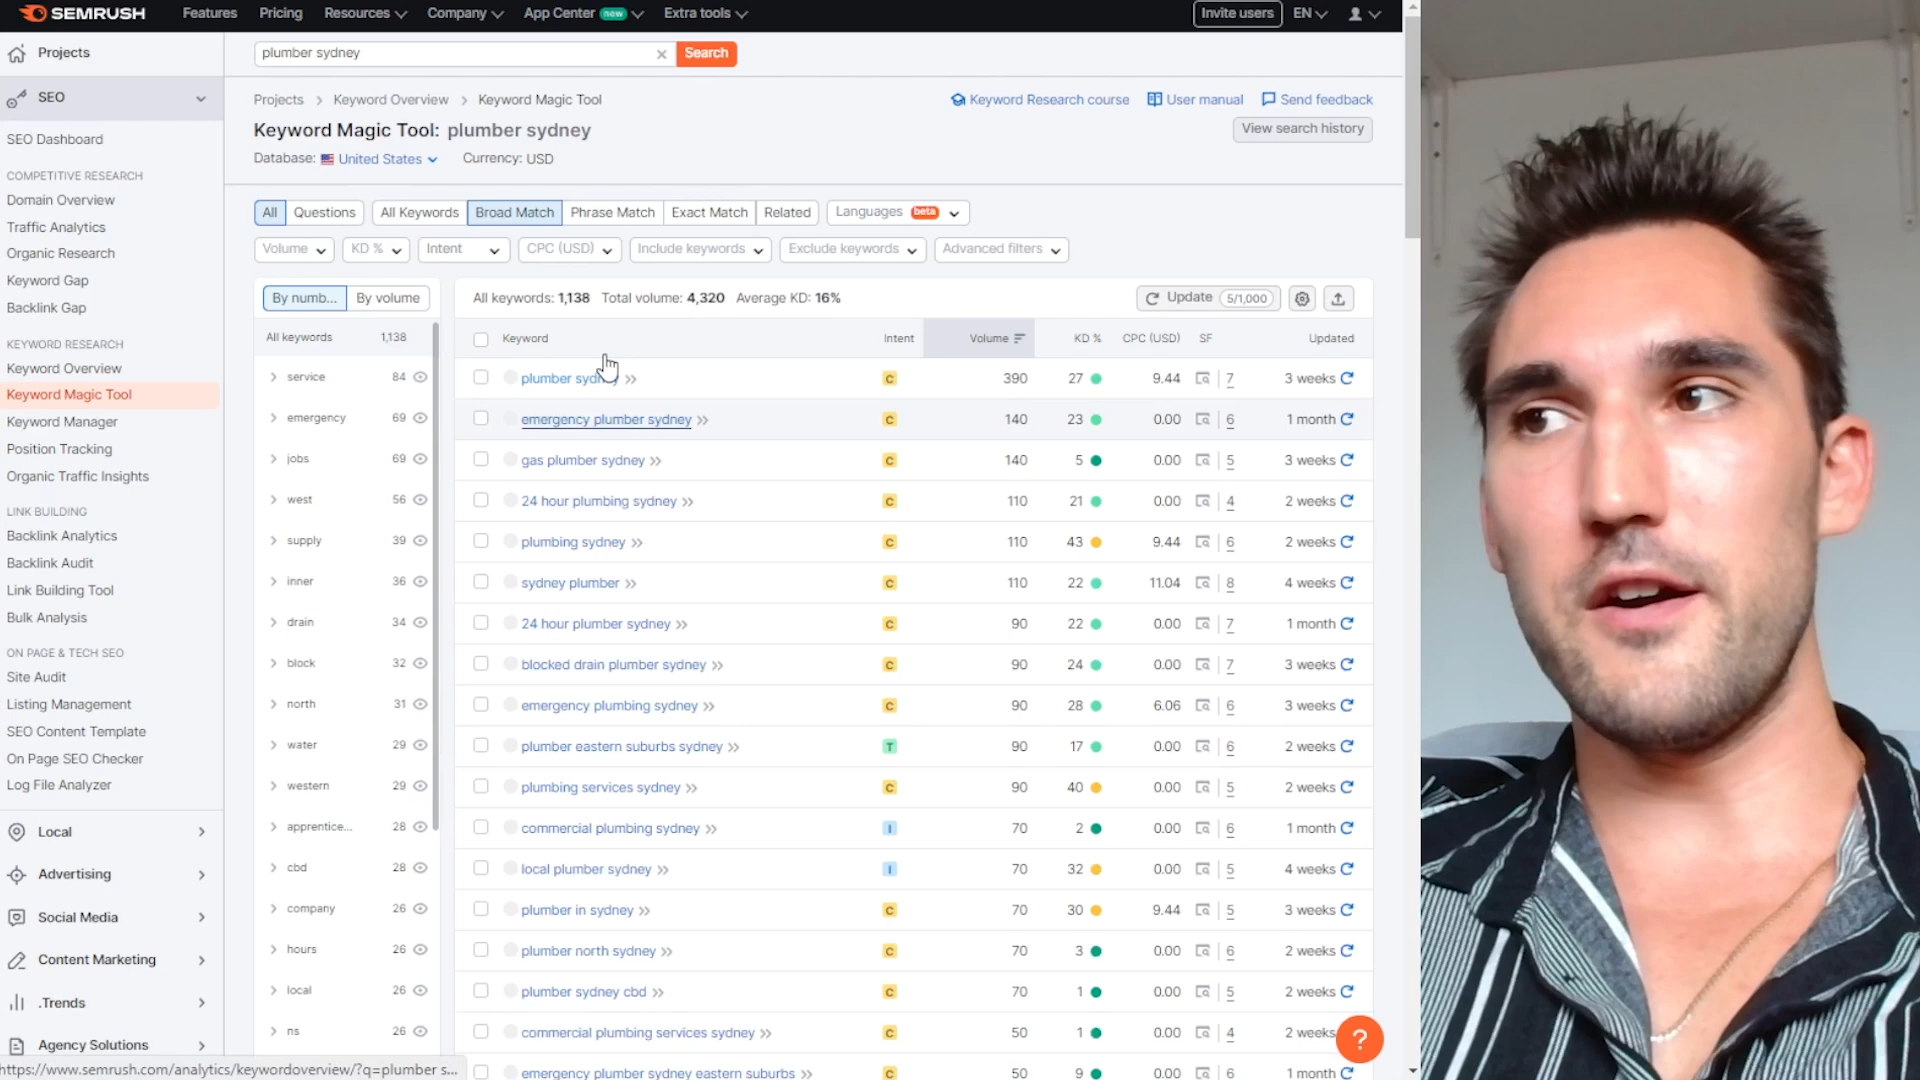 SEMRUSH Features Pricing Resources Company App Center new Extra tools Invite users EN
Projects
plumber sydney Search
SEO
Projects > Keyword Overview > Keyword Magic Tool Keyword Research course User manual Send feedback
Keyword Magic Tool: plumber sydney View search history
Database: United States Currency: USD
SEO Dashboard
COMPETITIVE RESEARCH
Domain Overview
Traffic Analytics
Organic Research
Keyword Gap
Backlink Gap
KEYWORD RESEARCH
Keyword Overview
Keyword Magic Tool
Keyword Manager
Position Tracking
Organic Traffic Insights
LINK BUILDING
Backlink Analytics
Backlink Audit
Link Building Tool
Bulk Analysis
ON PAGE & TECH SEO
Site Audit
Listing Management
SEO Content Template
On Page SEO Checker
Log File Analyzer
Local
Advertising
Social Media
Content Marketing
.Trends
Agency Solutions
All Questions All Keywords Broad Match Phrase Match Exact Match Related Languages beta
Volume KD % Intent CPC (USD) Include keywords Exclude keywords Advanced filters
By numb... By volume
All keywords 1,138
service 84
emergency 69
jobs 69
west 56
supply 39
inner 36
drain 34
block 32
north 31
water 29
western 29
apprentice... 28
cbd 28
company 26
hours 26
local 26
ns 26
All keywords: 1,138 Total volume: 4,320 Average KD: 16% Update 5/1,000
Keyword Intent Volume KD % CPC (USD) SF Updated
plumber sydney C 390 27 9.44 7 3 weeks
emergency plumber sydney C 140 23 0.00 6 1 month
gas plumber sydney C 140 5 0.00 5 3 weeks
24 hour plumbing sydney C 110 21 0.00 4 2 weeks
plumbing sydney C 110 43 9.44 6 2 weeks
sydney plumber C 110 22 11.04 8 4 weeks
24 hour plumber sydney C 90 22 0.00 7 1 month
blocked drain plumber sydney C 90 24 0.00 7 3 weeks
emergency plumbing sydney C 90 28 6.06 6 3 weeks
plumber eastern suburbs sydney T 90 17 0.00 6 2 weeks
plumbing services sydney C 90 40 0.00 5 2 weeks
commercial plumbing sydney I 70 2 0.00 6 1 month
local plumber sydney I 70 32 0.00 5 4 weeks
plumber in sydney C 70 30 9.44 5 3 weeks
plumber north sydney C 70 3 0.00 6 2 weeks
plumber sydney cbd C 70 1 0.00 5 2 weeks
commercial plumbing services sydney C 50 1 0.00 4 2 weeks
emergency plumber sydney eastern suburbs C 50 9 0.00 6 1 month
?
https://www.semrush.com/analytics/keywordoverview/?q=plumber s...